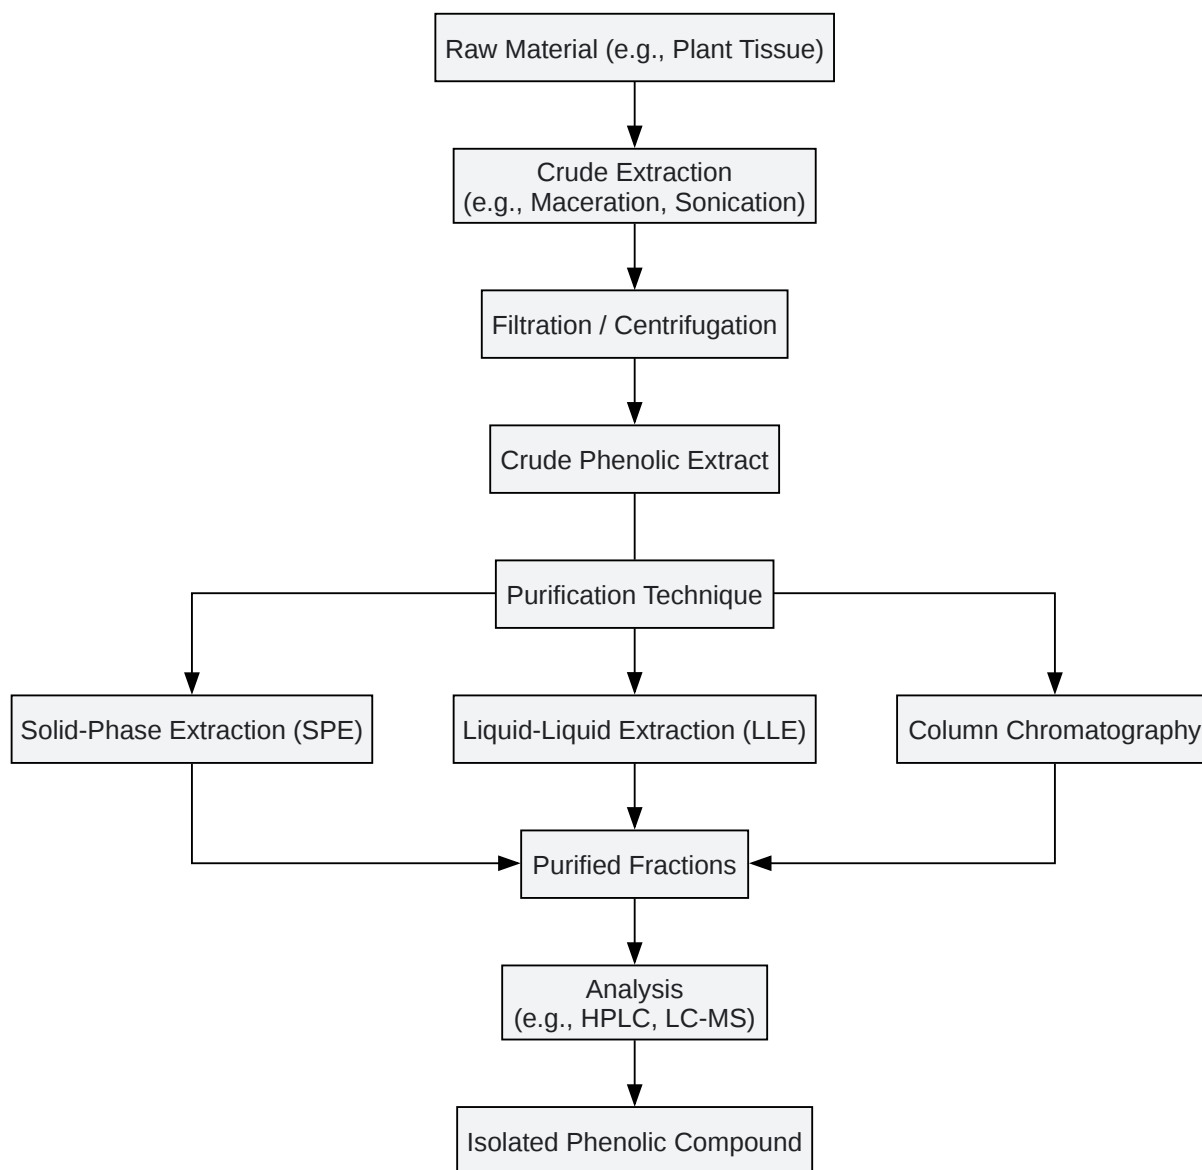 Raw Material (e.g., Plant Tissue)
Crude Extraction
(e.g., Maceration, Sonication)
Filtration / Centrifugation
Crude Phenolic Extract
Purification Technique
Solid-Phase Extraction (SPE)
Liquid-Liquid Extraction (LLE)
Column Chromatography
Purified Fractions
Analysis
(e.g., HPLC, LC-MS)
Isolated Phenolic Compound